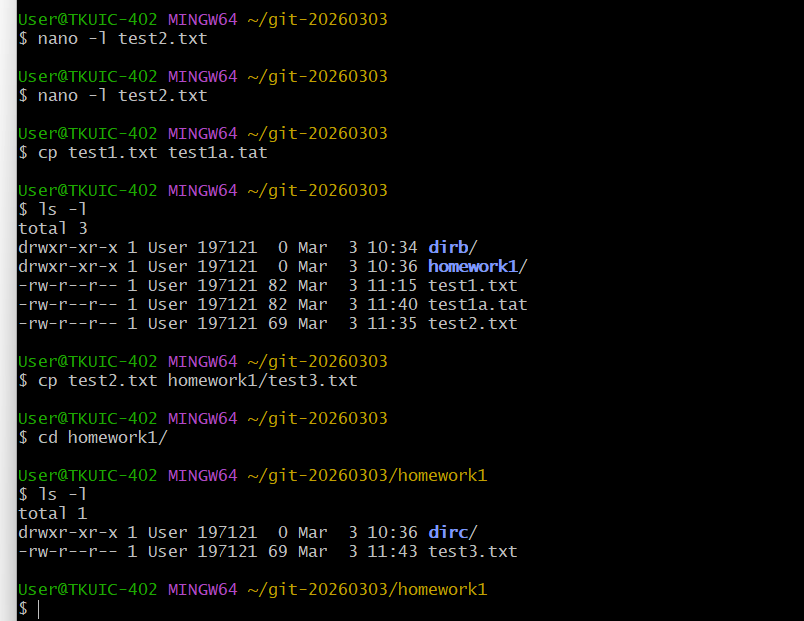 User@TKUIC-402 MINGW64 ~/git-20260303
$ nano -l test2.txt
User@TKUIC-402 MINGW64 ~/git-20260303
$ nano -l test2.txt
User@TKUIC-402 MINGW64 ~/git-20260303
$ cp test1.txt test1a.tat
User@TKUIC-402 MINGW64 ~/git-20260303
$ ls -l
total 3
drwxr-xr-x 1 User 197121  0 Mar  3 10:34 dirb/
drwxr-xr-x 1 User 197121  0 Mar  3 10:36 homework1/
-rw-r--r-- 1 User 197121 82 Mar  3 11:15 test1.txt
-rw-r--r-- 1 User 197121 82 Mar  3 11:40 test1a.tat
-rw-r--r-- 1 User 197121 69 Mar  3 11:35 test2.txt
User@TKUIC-402 MINGW64 ~/git-20260303
$ cp test2.txt homework1/test3.txt
User@TKUIC-402 MINGW64 ~/git-20260303
$ cd homework1/
User@TKUIC-402 MINGW64 ~/git-20260303/homework1
$ ls -l
total 1
drwxr-xr-x 1 User 197121  0 Mar  3 10:36 dirc/
-rw-r--r-- 1 User 197121 69 Mar  3 11:43 test3.txt
User@TKUIC-402 MINGW64 ~/git-20260303/homework1
$